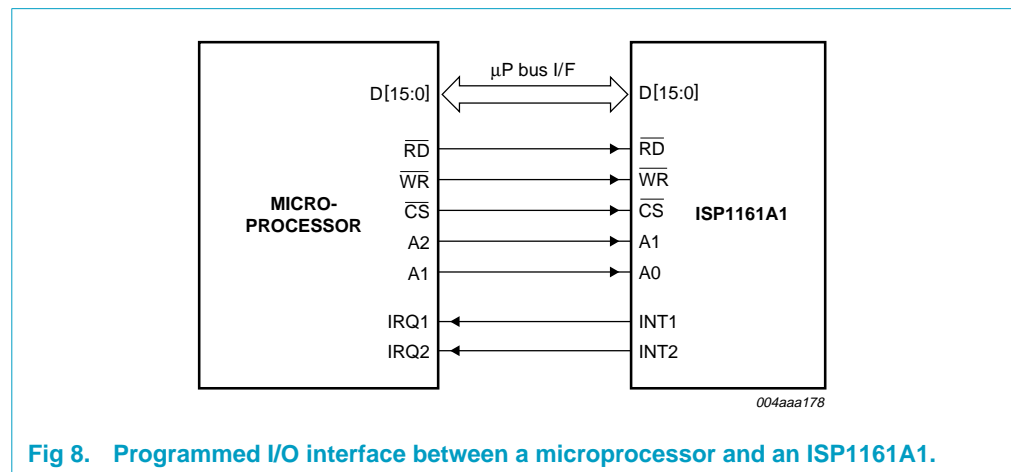 μP bus I/F
D[15:0] D[15:0]
RD RD
WR WR
MICRO-
PROCESSOR
CS CS
ISP1161A1
A2 A1
A1 A0
IRQ1 INT1
IRQ2 INT2
004aaa178
Fig 8. Programmed I/O interface between a microprocessor and an ISP1161A1.